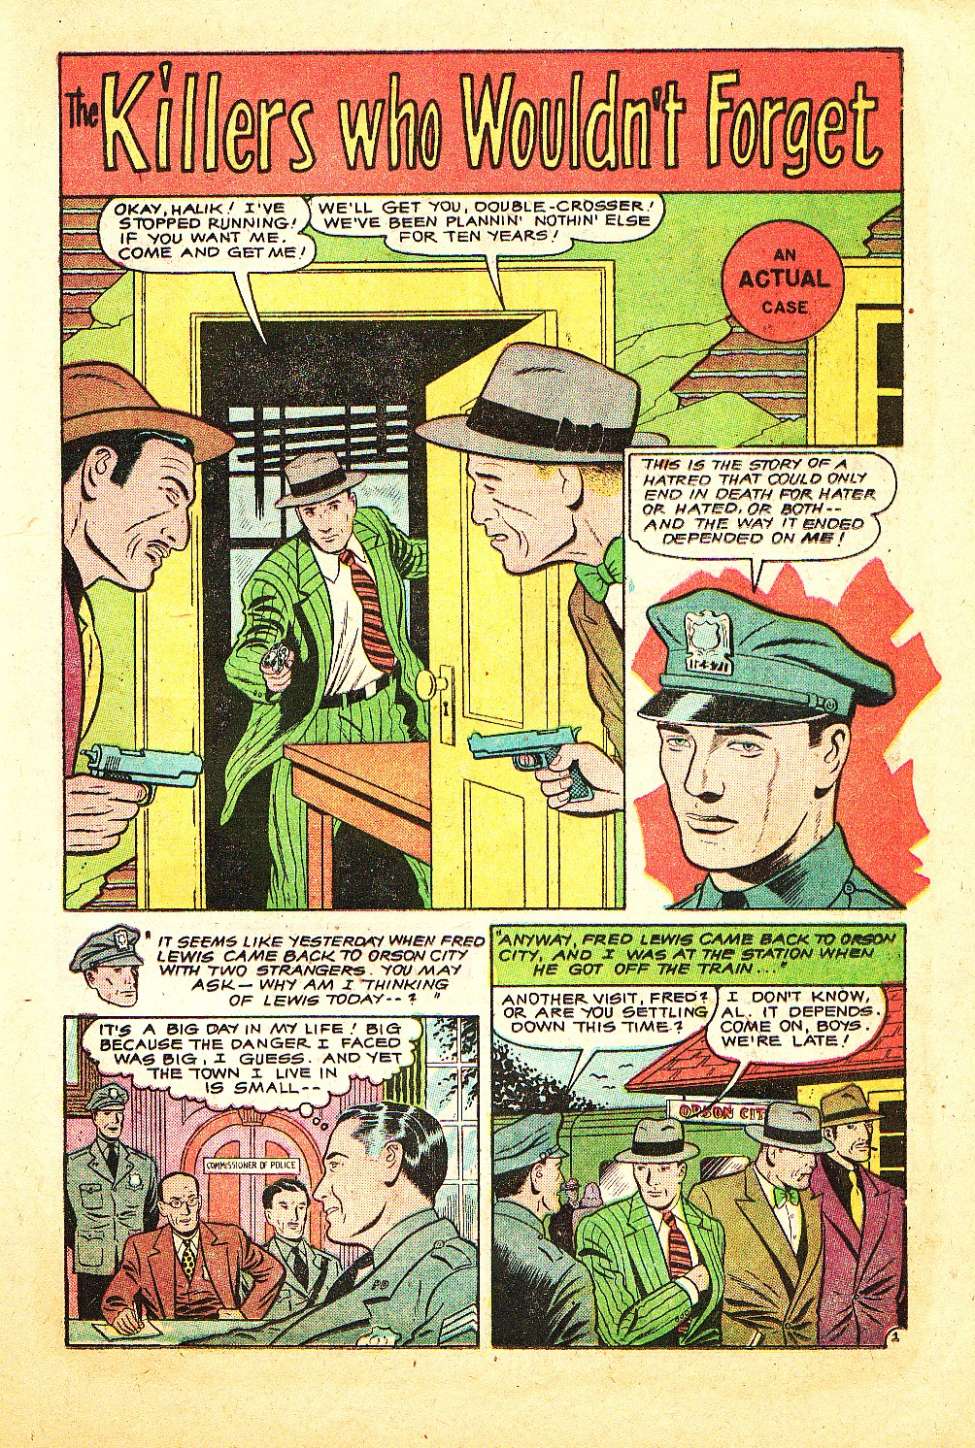 The Killers who Wouldn't Forget
OKAY, HALIK! I'VE
STOPPED RUNNING!
IF YOU WANT ME.
COME AND GET ME!
WE'LL GET YOU, DOUBLE-CROSSER!
WE'VE BEEN PLANNIN' NOTHIN' ELSE
FOR TEN YEARS!
AN
ACTUAL
CASE
THIS IS THE STORY OF A
HATRED THAT COULD ONLY
END IN DEATH FOR HATER
OR HATED, OR BOTH--
AND THE WAY IT ENDED
DEPENDED ON ME!
"IT SEEMS LIKE YESTERDAY WHEN FRED
LEWIS CAME BACK TO ORSON CITY
WITH TWO STRANGERS. YOU MAY
ASK-- WHY AM I THINKING
OF LEWIS TODAY--?"
IT'S A BIG DAY IN MY LIFE! BIG
BECAUSE THE DANGER I FACED
WAS BIG, I GUESS. AND YET
THE TOWN I LIVE IN
IS SMALL--
COMMISSIONER OF POLICE
"ANYWAY, FRED LEWIS CAME BACK TO ORSON
CITY, AND I WAS AT THE STATION WHEN
HE GOT OFF THE TRAIN..."
ANOTHER VISIT, FRED?
OR ARE YOU SETTLING
DOWN THIS TIME?
I DON'T KNOW,
AL. IT DEPENDS.
COME ON, BOYS.
WE'RE LATE!
ORSON CIT
1